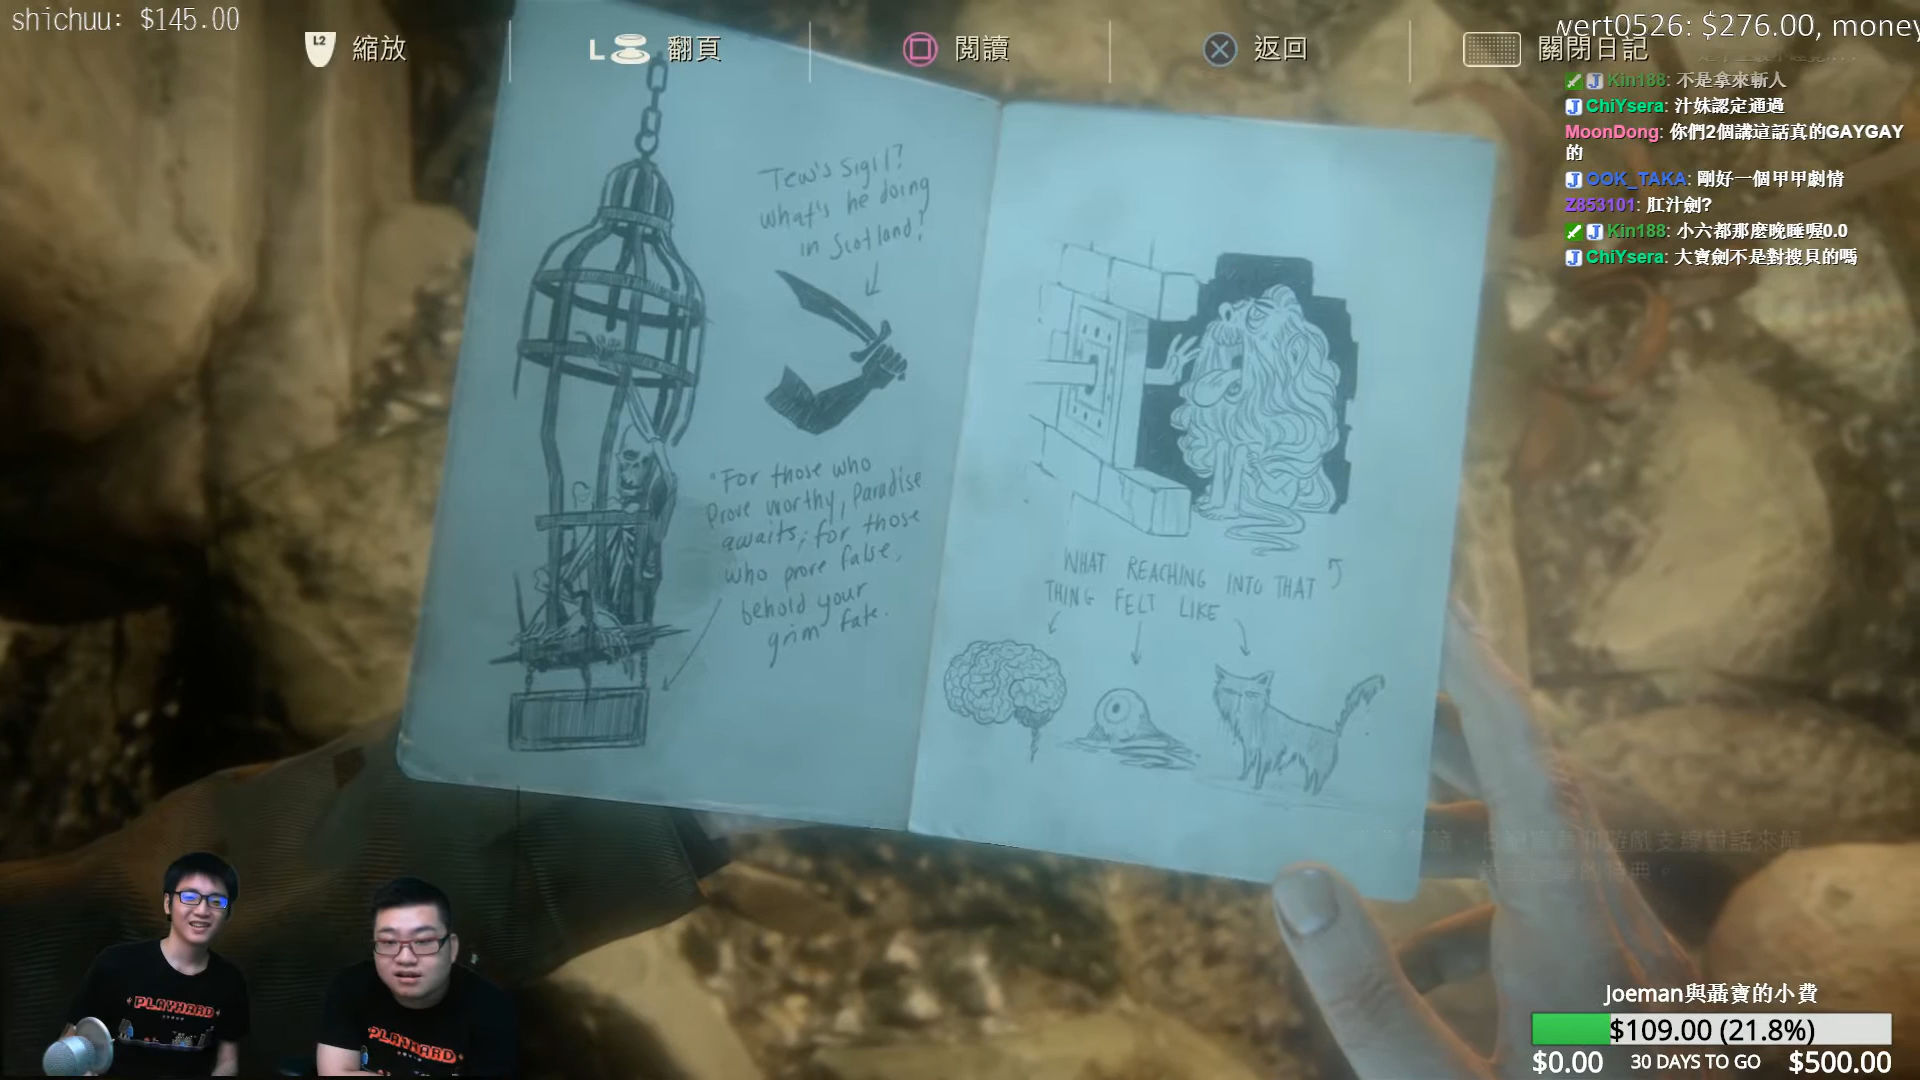 shichuu: $145.00
L2 縮放
L 翻頁
閱讀
返回
關閉日記
wert0526: $276.00, money
Kin188: 不是拿來斬人
ChiYsera: 汁妹認定通過
MoonDong: 你們2個講這話真的GAYGAY
的
OOK_TAKA: 剛好一個甲甲劇情
Z853101: 肛汁劍?
Kin188: 小六都那麼晚睡喔0.0
ChiYsera: 大寶劍不是對搜貝的嗎
Tew's Sigil?
What's he doing
in Scotland?
"For those who
prove worthy, Paradise
awaits; for those
who prove false,
behold your
grim fate.
WHAT REACHING INTO THAT
THING FELT LIKE
PLAYHARD
PLAYHARD
Joeman與聶寶的小費
$109.00 (21.8%)
$0.00 30 DAYS TO GO $500.00